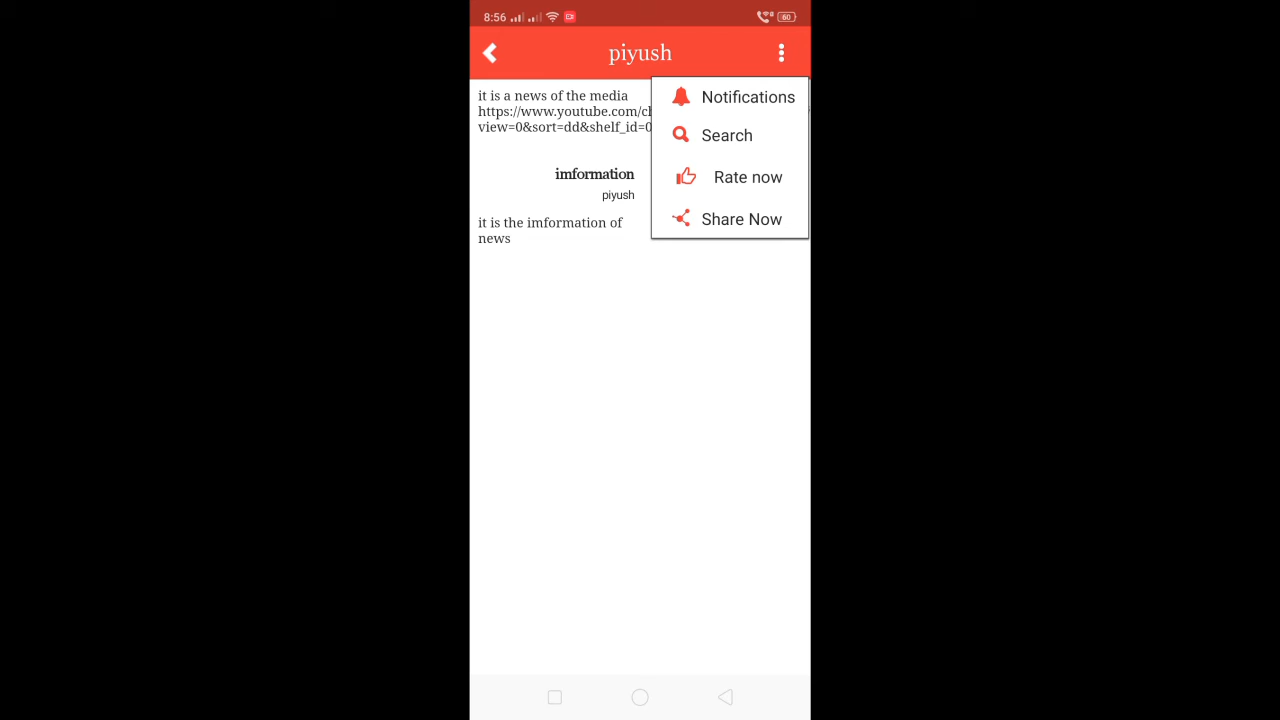 8:56
60
piyush
it is a news of the media
https://www.youtube.com/
view=0&sort=dd&shelf_id=0
Notifications
Search
Rate now
Share Now
imformation
piyush
it is the imformation of
news